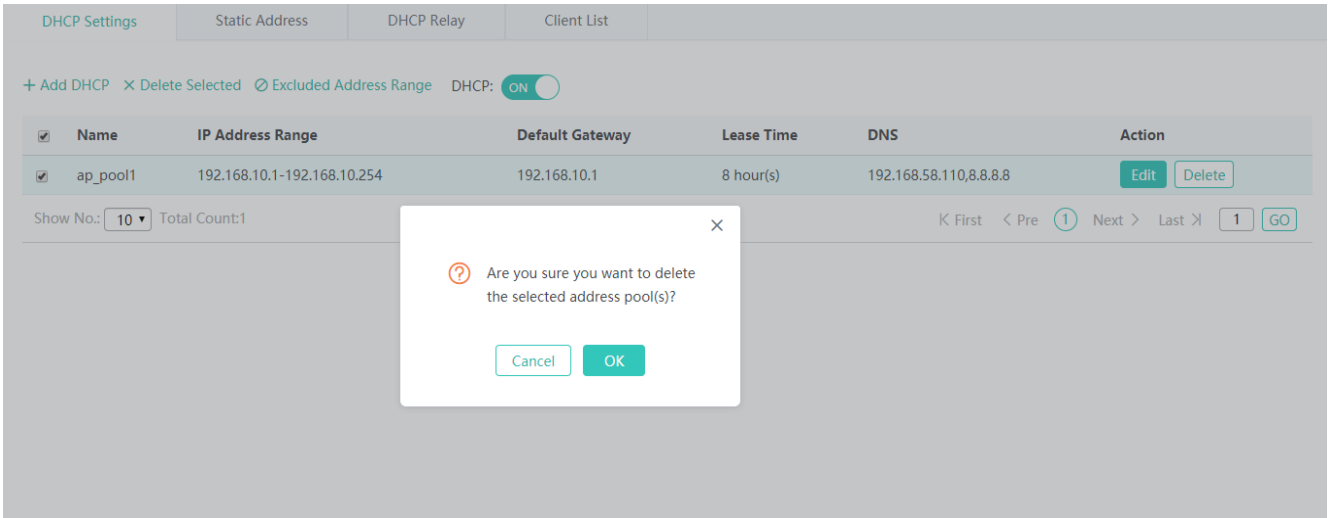 DHCP Settings Static Address DHCP Relay Client List
+ Add DHCP × Delete Selected Excluded Address Range DHCP: ON
Name IP Address Range Default Gateway Lease Time DNS Action
ap_pool1 192.168.10.1-192.168.10.254 192.168.10.1 8 hour(s) 192.168.58.110,8.8.8.8 Edit Delete
Show No.: 10 Total Count:1 First < Pre 1 Next > Last 1 GO
Are you sure you want to delete
the selected address pool(s)?
Cancel OK